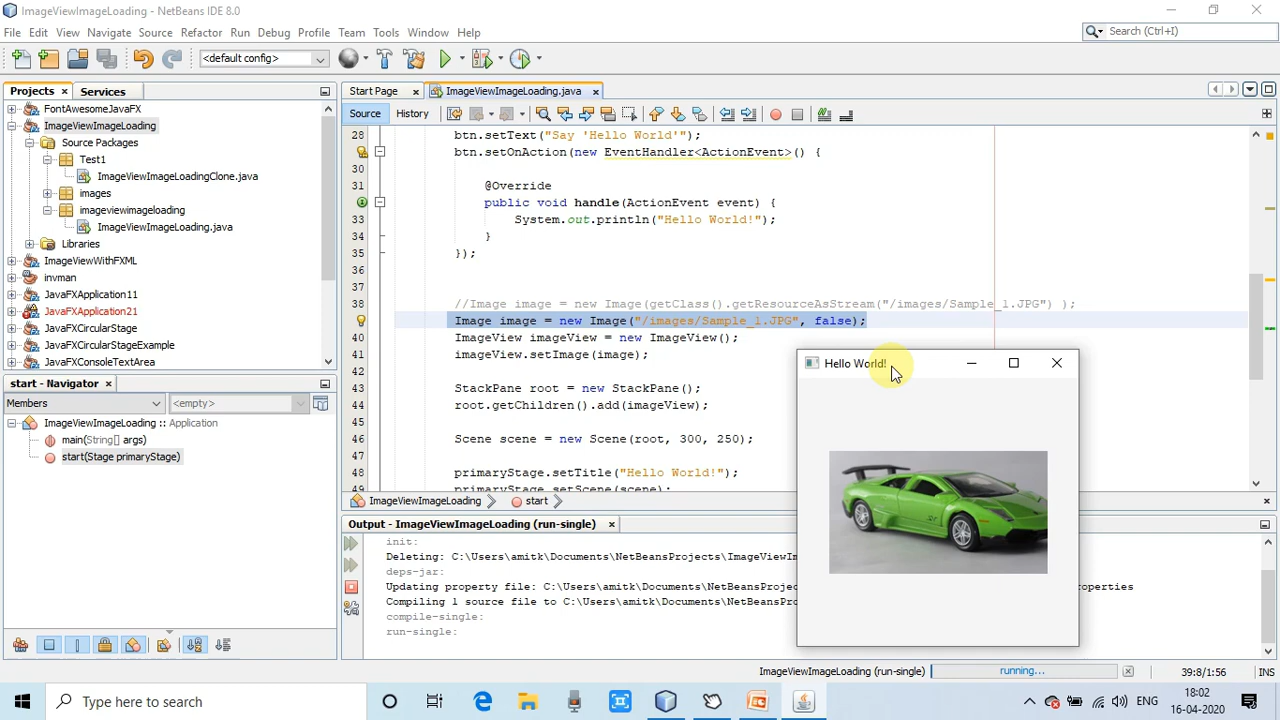 ImageViewImageLoading - NetBeans IDE 8.0
File Edit View Navigate Source Refactor Run Debug Profile Team Tools Window Help
Search (Ctrl+I)
<default config>
Projects Services
FontAwesomeJavaFX
ImageViewImageLoading
Source Packages
Test1
ImageViewImageLoadingClone.java
images
imageviewimageloading
ImageViewImageLoading.java
Libraries
ImageViewWithFXML
invman
JavaFXApplication11
JavaFXApplication21
JavaFXCircularStage
JavaFXCircularStageExample
JavaFXConsoleTextArea
start - Navigator
Members <empty>
ImageViewImageLoading :: Application
main(String[] args)
start(Stage primaryStage)
Start Page ImageViewImageLoading.java
Source History
28 btn.setText("Say 'Hello World'");
btn.setOnAction(new EventHandler<ActionEvent>() {
30
31 @Override
public void handle(ActionEvent event) {
33 System.out.println("Hello World!");
34 }
35 });
36
37
38 //Image image = new Image(getClass().getResourceAsStream("/images/Sample_1.JPG") );
Image image = new Image("/images/Sample_1.JPG", false);
40 ImageView imageView = new ImageView();
41 imageView.setImage(image);
42
43 StackPane root = new StackPane();
44 root.getChildren().add(imageView);
45
46 Scene scene = new Scene(root, 300, 250);
47
48 primaryStage.setTitle("Hello World!");
49 primaryStage.setScene(scene);
ImageViewImageLoading start
Hello World!
Output - ImageViewImageLoading (run-single)
init:
Deleting: C:\Users\amitk\Documents\NetBeansProjects\ImageViewIm
deps-jar:
Updating property file: C:\Users\amitk\Documents\NetBeansProjec operties
Compiling 1 source file to C:\Users\amitk\Documents\NetBeansPro
compile-single:
run-single:
ImageViewImageLoading (run-single) running... 39:8/1:56 INS
Type here to search
ENG
18:02
16-04-2020